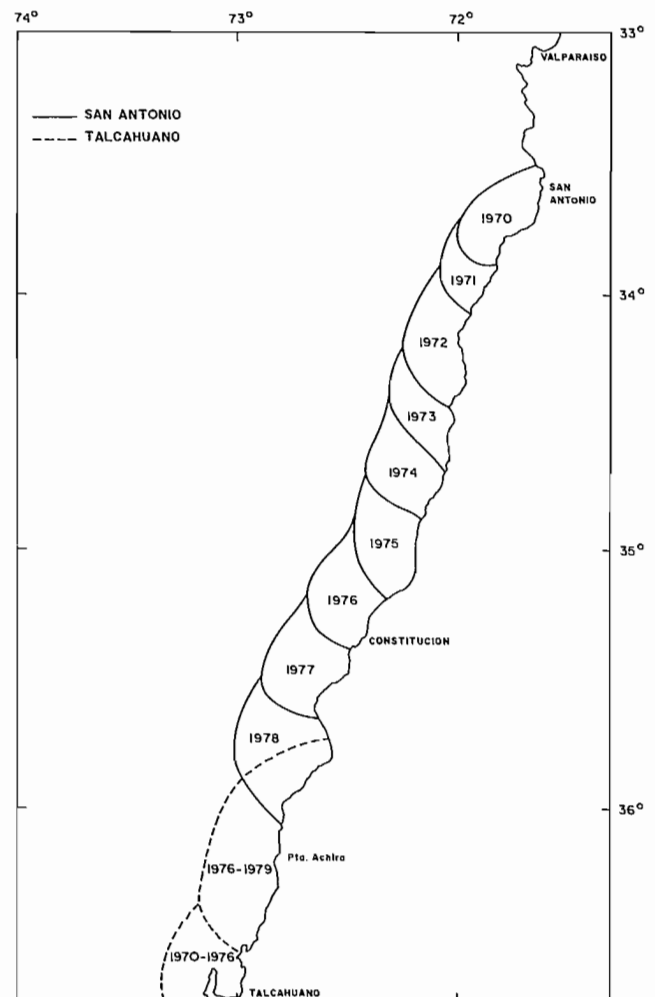 74° 73° 72°
33°
VALPARAISO
SAN ANTONIO
TALCAHUANO
SAN
ANTONIO
1970
1971
34°
1972
1973
1974
1975
35°
1976
CONSTITUCION
1977
1978
36°
Pta. Achira
1976-1979
1970-1976
TALCAHUANO